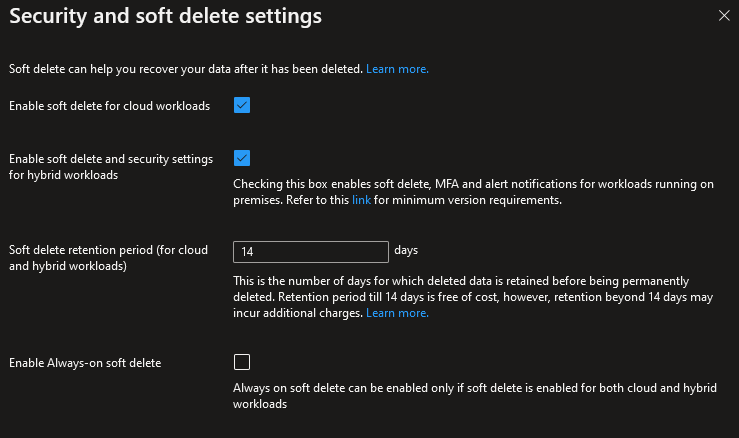 Security and soft delete settings
Soft delete can help you recover your data after it has been deleted. Learn more.
Enable soft delete for cloud workloads
Enable soft delete and security settings
for hybrid workloads
Checking this box enables soft delete, MFA and alert notifications for workloads running on
premises. Refer to this link for minimum version requirements.
Soft delete retention period (for cloud
and hybrid workloads)
14
days
This is the number of days for which deleted data is retained before being permanently
deleted. Retention period till 14 days is free of cost, however, retention beyond 14 days may
incur additional charges. Learn more.
Enable Always-on soft delete
Always on soft delete can be enabled only if soft delete is enabled for both cloud and hybrid
workloads